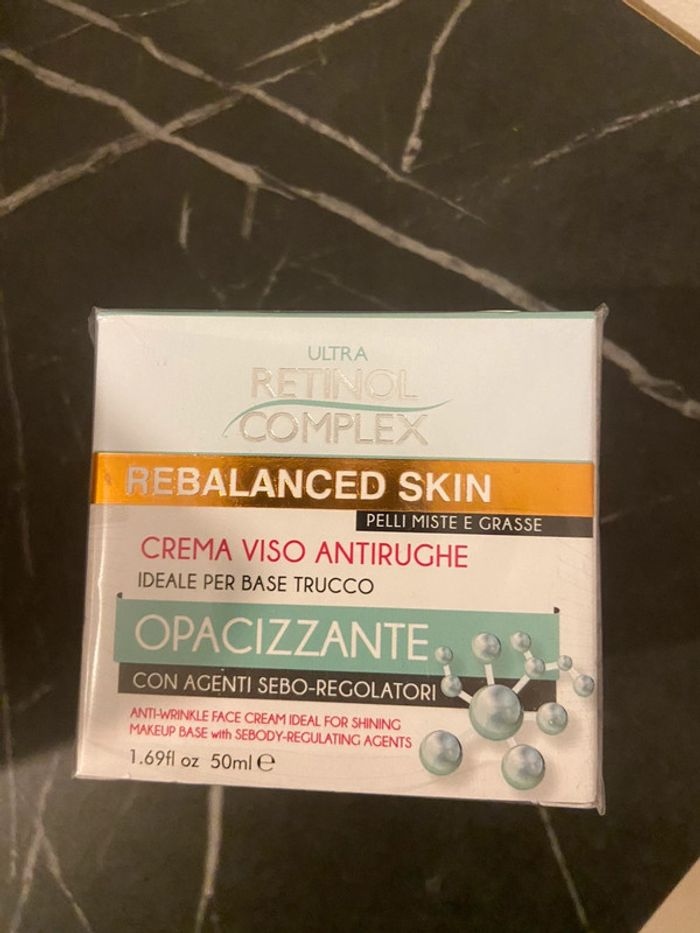 ULTRA
RETINOL
COMPLEX
REBALANCED SKIN
PELLI MISTE E GRASSE
CREMA VISO ANTIRUGHE
IDEALE PER BASE TRUCCO
OPACIZZANTE
CON AGENTI SEBO-REGOLATORI
ANTI-WRINKLE FACE CREAM IDEAL FOR SHINING
MAKEUP BASE with SEBODY-REGULATING AGENTS
1.69fl oz 50ml ℮